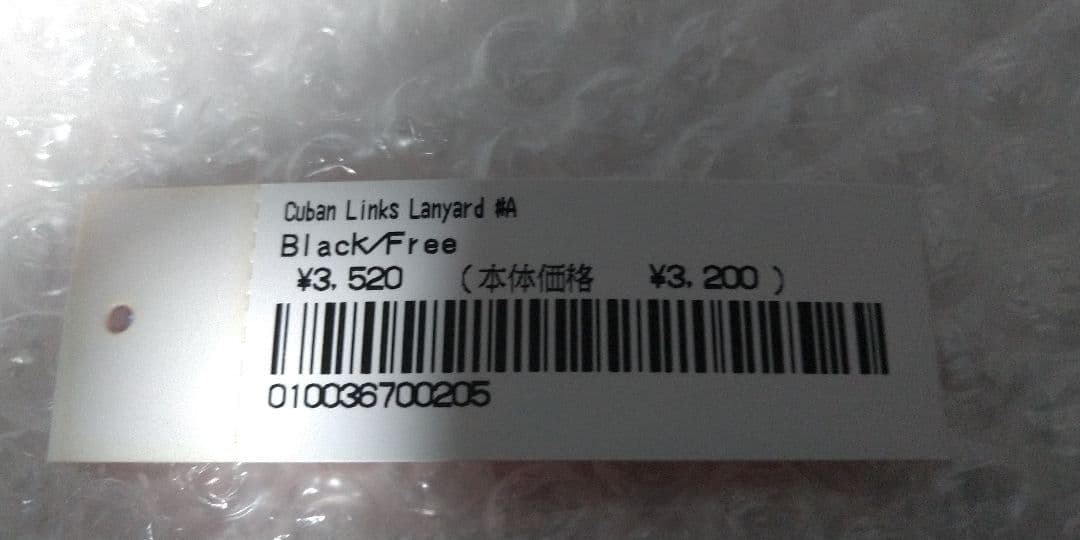 Cuban Links Lanyard #A
Black/Free
¥3,520 (本体価格 ¥3,200)
010036700205